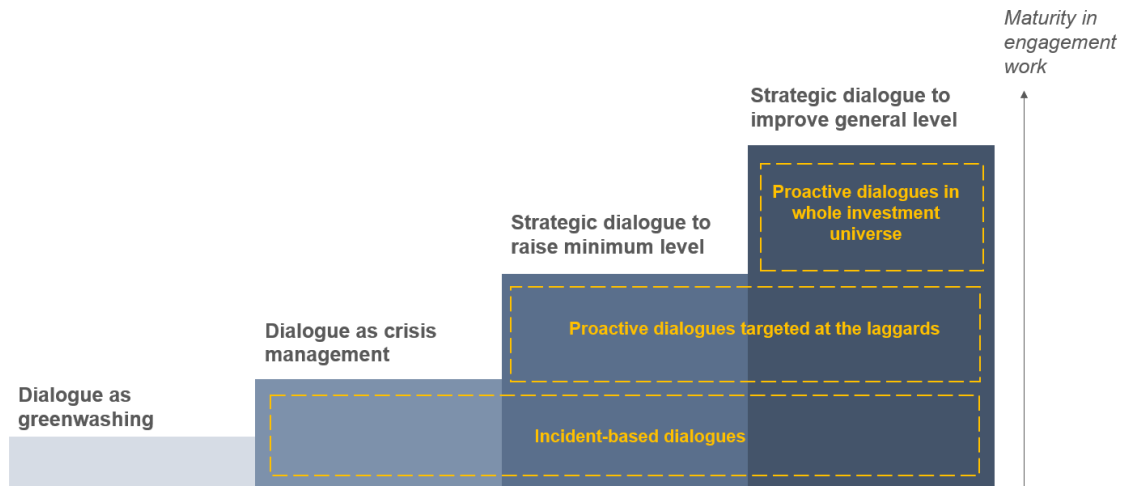 Maturity in
engagement
work
Strategic dialogue to
improve general level
Proactive dialogues in
whole investment
universe
Strategic dialogue to
raise minimum level
Proactive dialogues targeted at the laggards
Dialogue as crisis
management
Incident-based dialogues
Dialogue as
greenwashing